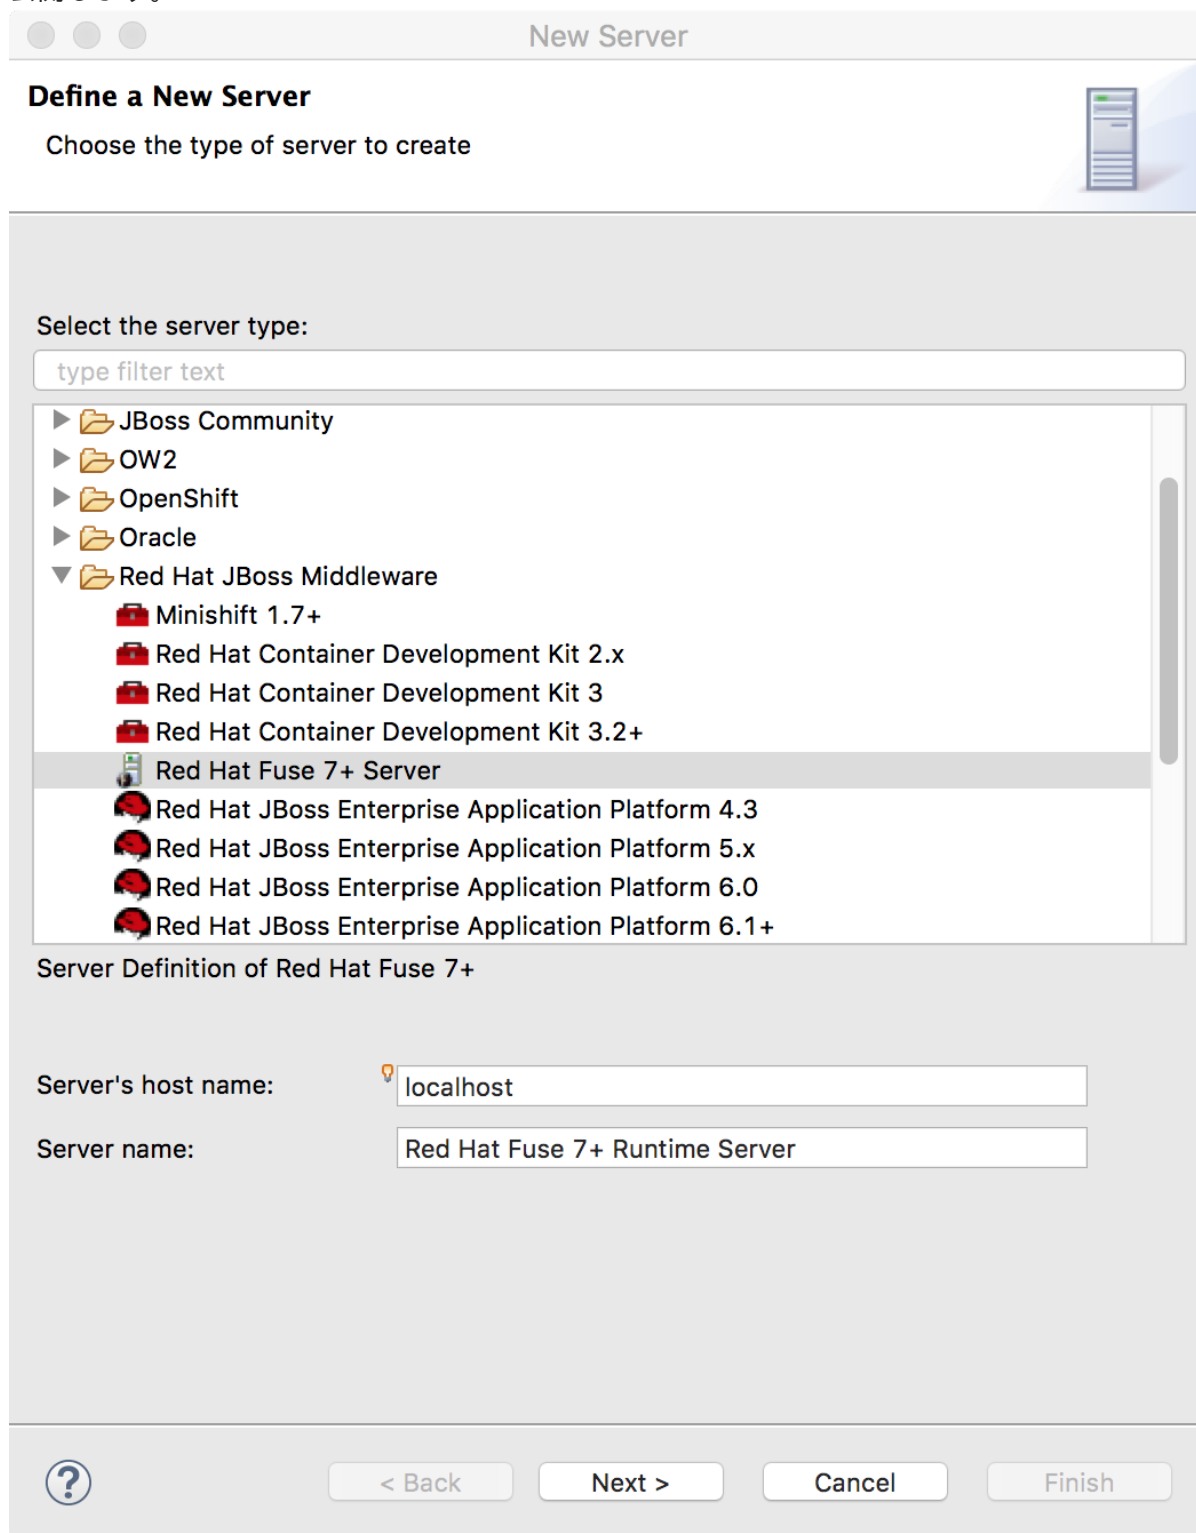 New Server
Define a New Server
Choose the type of server to create
Select the server type:
type filter text
JBoss Community
OW2
OpenShift
Oracle
Red Hat JBoss Middleware
Minishift 1.7+
Red Hat Container Development Kit 2.x
Red Hat Container Development Kit 3
Red Hat Container Development Kit 3.2+
Red Hat Fuse 7+ Server
Red Hat JBoss Enterprise Application Platform 4.3
Red Hat JBoss Enterprise Application Platform 5.x
Red Hat JBoss Enterprise Application Platform 6.0
Red Hat JBoss Enterprise Application Platform 6.1+
Server Definition of Red Hat Fuse 7+
Server's host name: localhost
Server name: Red Hat Fuse 7+ Runtime Server
? < Back Next > Cancel Finish